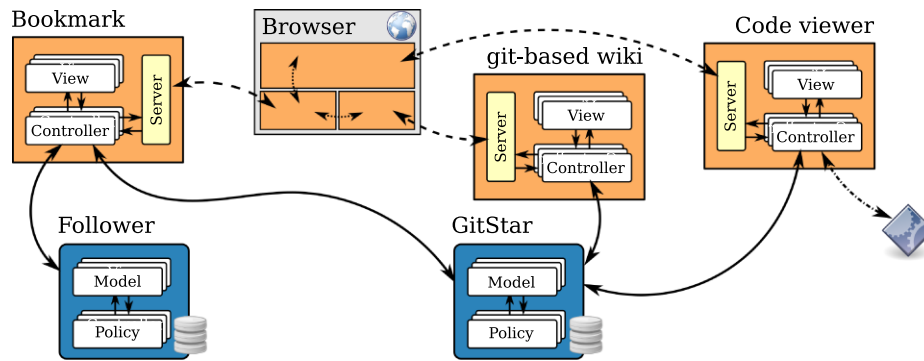 Bookmark
View
Controller
Server
Browser
git-based wiki
Server
View
Controller
Code viewer
Server
View
Controller
Follower
Model
Policy
GitStar
Model
Policy